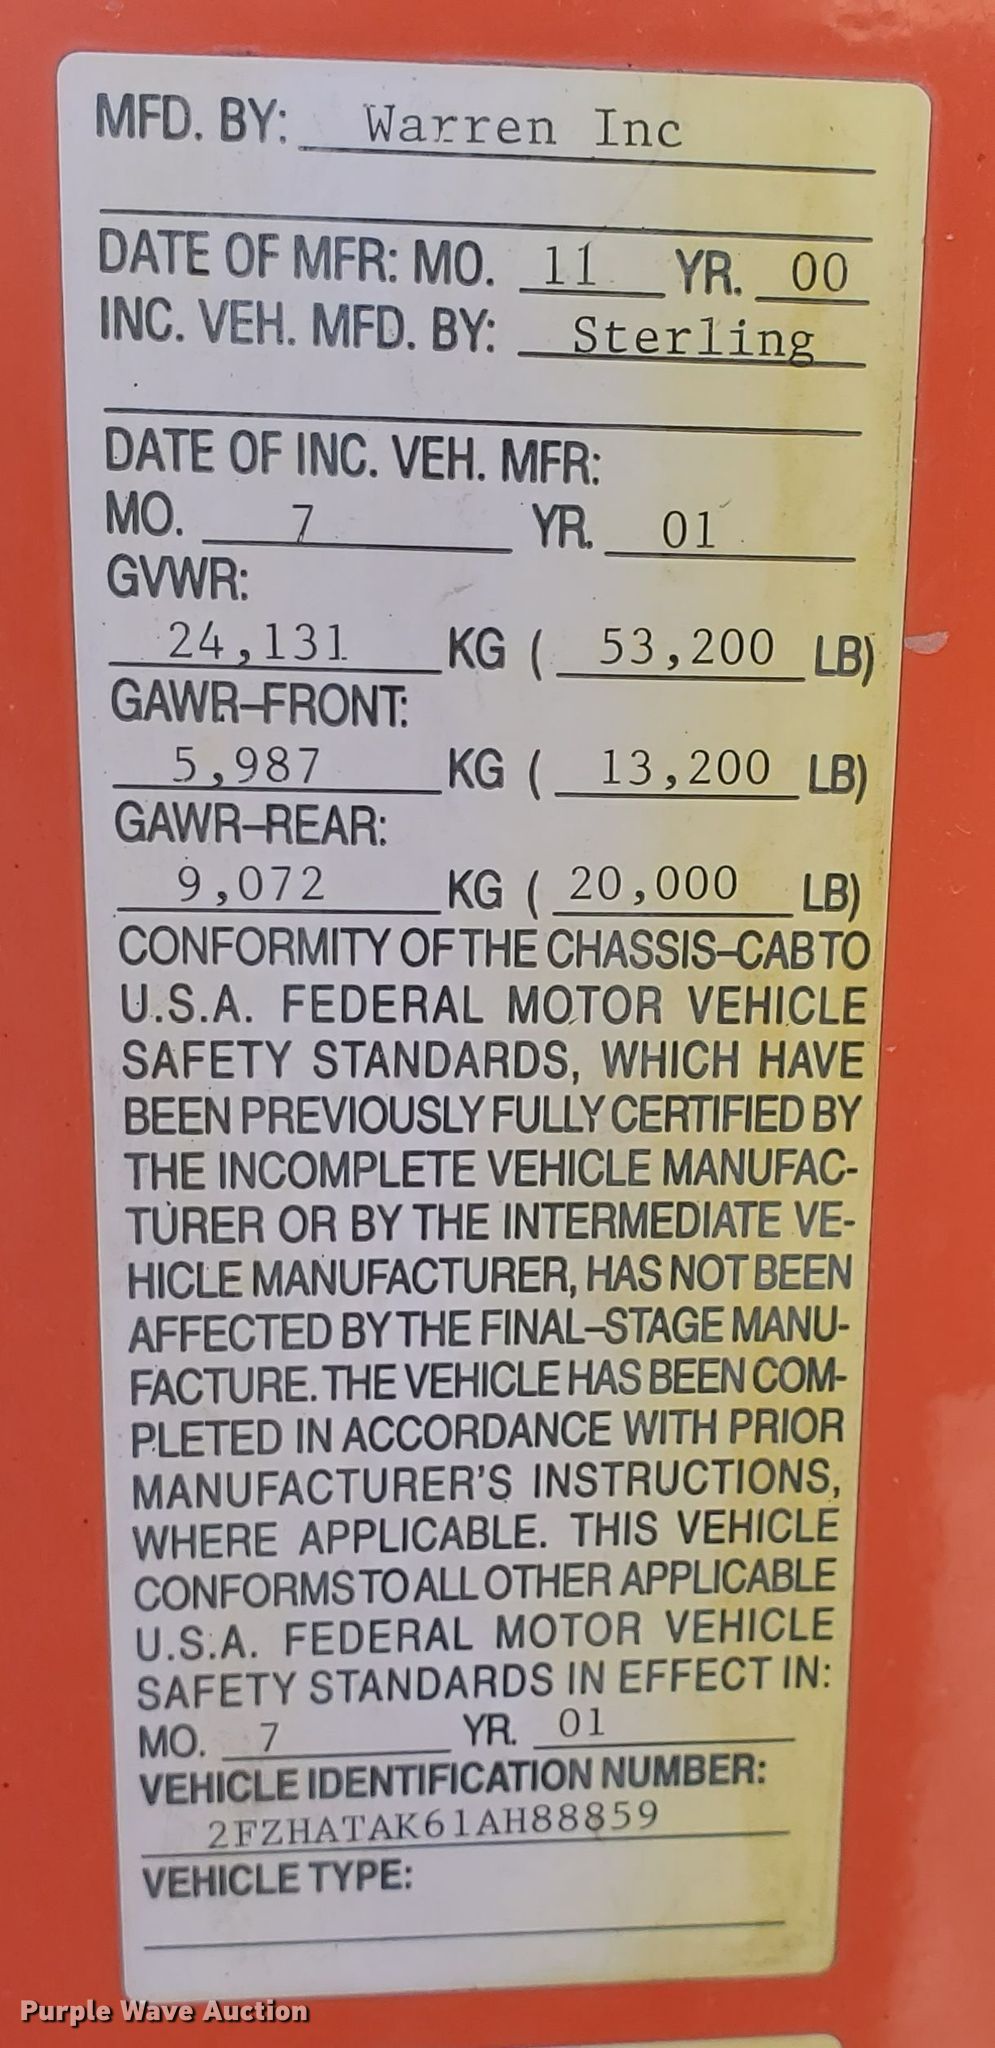 MFD. BY: Warren Inc
DATE OF MFR: MO. 11 YR. 00
INC. VEH. MFD. BY: Sterling
DATE OF INC. VEH. MFR:
MO. 7 YR. 01
GVWR:
24,131 KG ( 53,200 LB)
GAWR–FRONT:
5,987 KG ( 13,200 LB)
GAWR–REAR:
9,072 KG ( 20,000 LB)
CONFORMITY OF THE CHASSIS–CAB TO
U.S.A. FEDERAL MOTOR VEHICLE
SAFETY STANDARDS, WHICH HAVE
BEEN PREVIOUSLY FULLY CERTIFIED BY
THE INCOMPLETE VEHICLE MANUFAC-
TURER OR BY THE INTERMEDIATE VE-
HICLE MANUFACTURER, HAS NOT BEEN
AFFECTED BY THE FINAL–STAGE MANU-
FACTURE. THE VEHICLE HAS BEEN COM-
PLETED IN ACCORDANCE WITH PRIOR
MANUFACTURER'S INSTRUCTIONS,
WHERE APPLICABLE. THIS VEHICLE
CONFORMS TO ALL OTHER APPLICABLE
U.S.A. FEDERAL MOTOR VEHICLE
SAFETY STANDARDS IN EFFECT IN:
MO. 7 YR. 01
VEHICLE IDENTIFICATION NUMBER:
2FZHATAK61AH88859
VEHICLE TYPE:
Purple Wave Auction